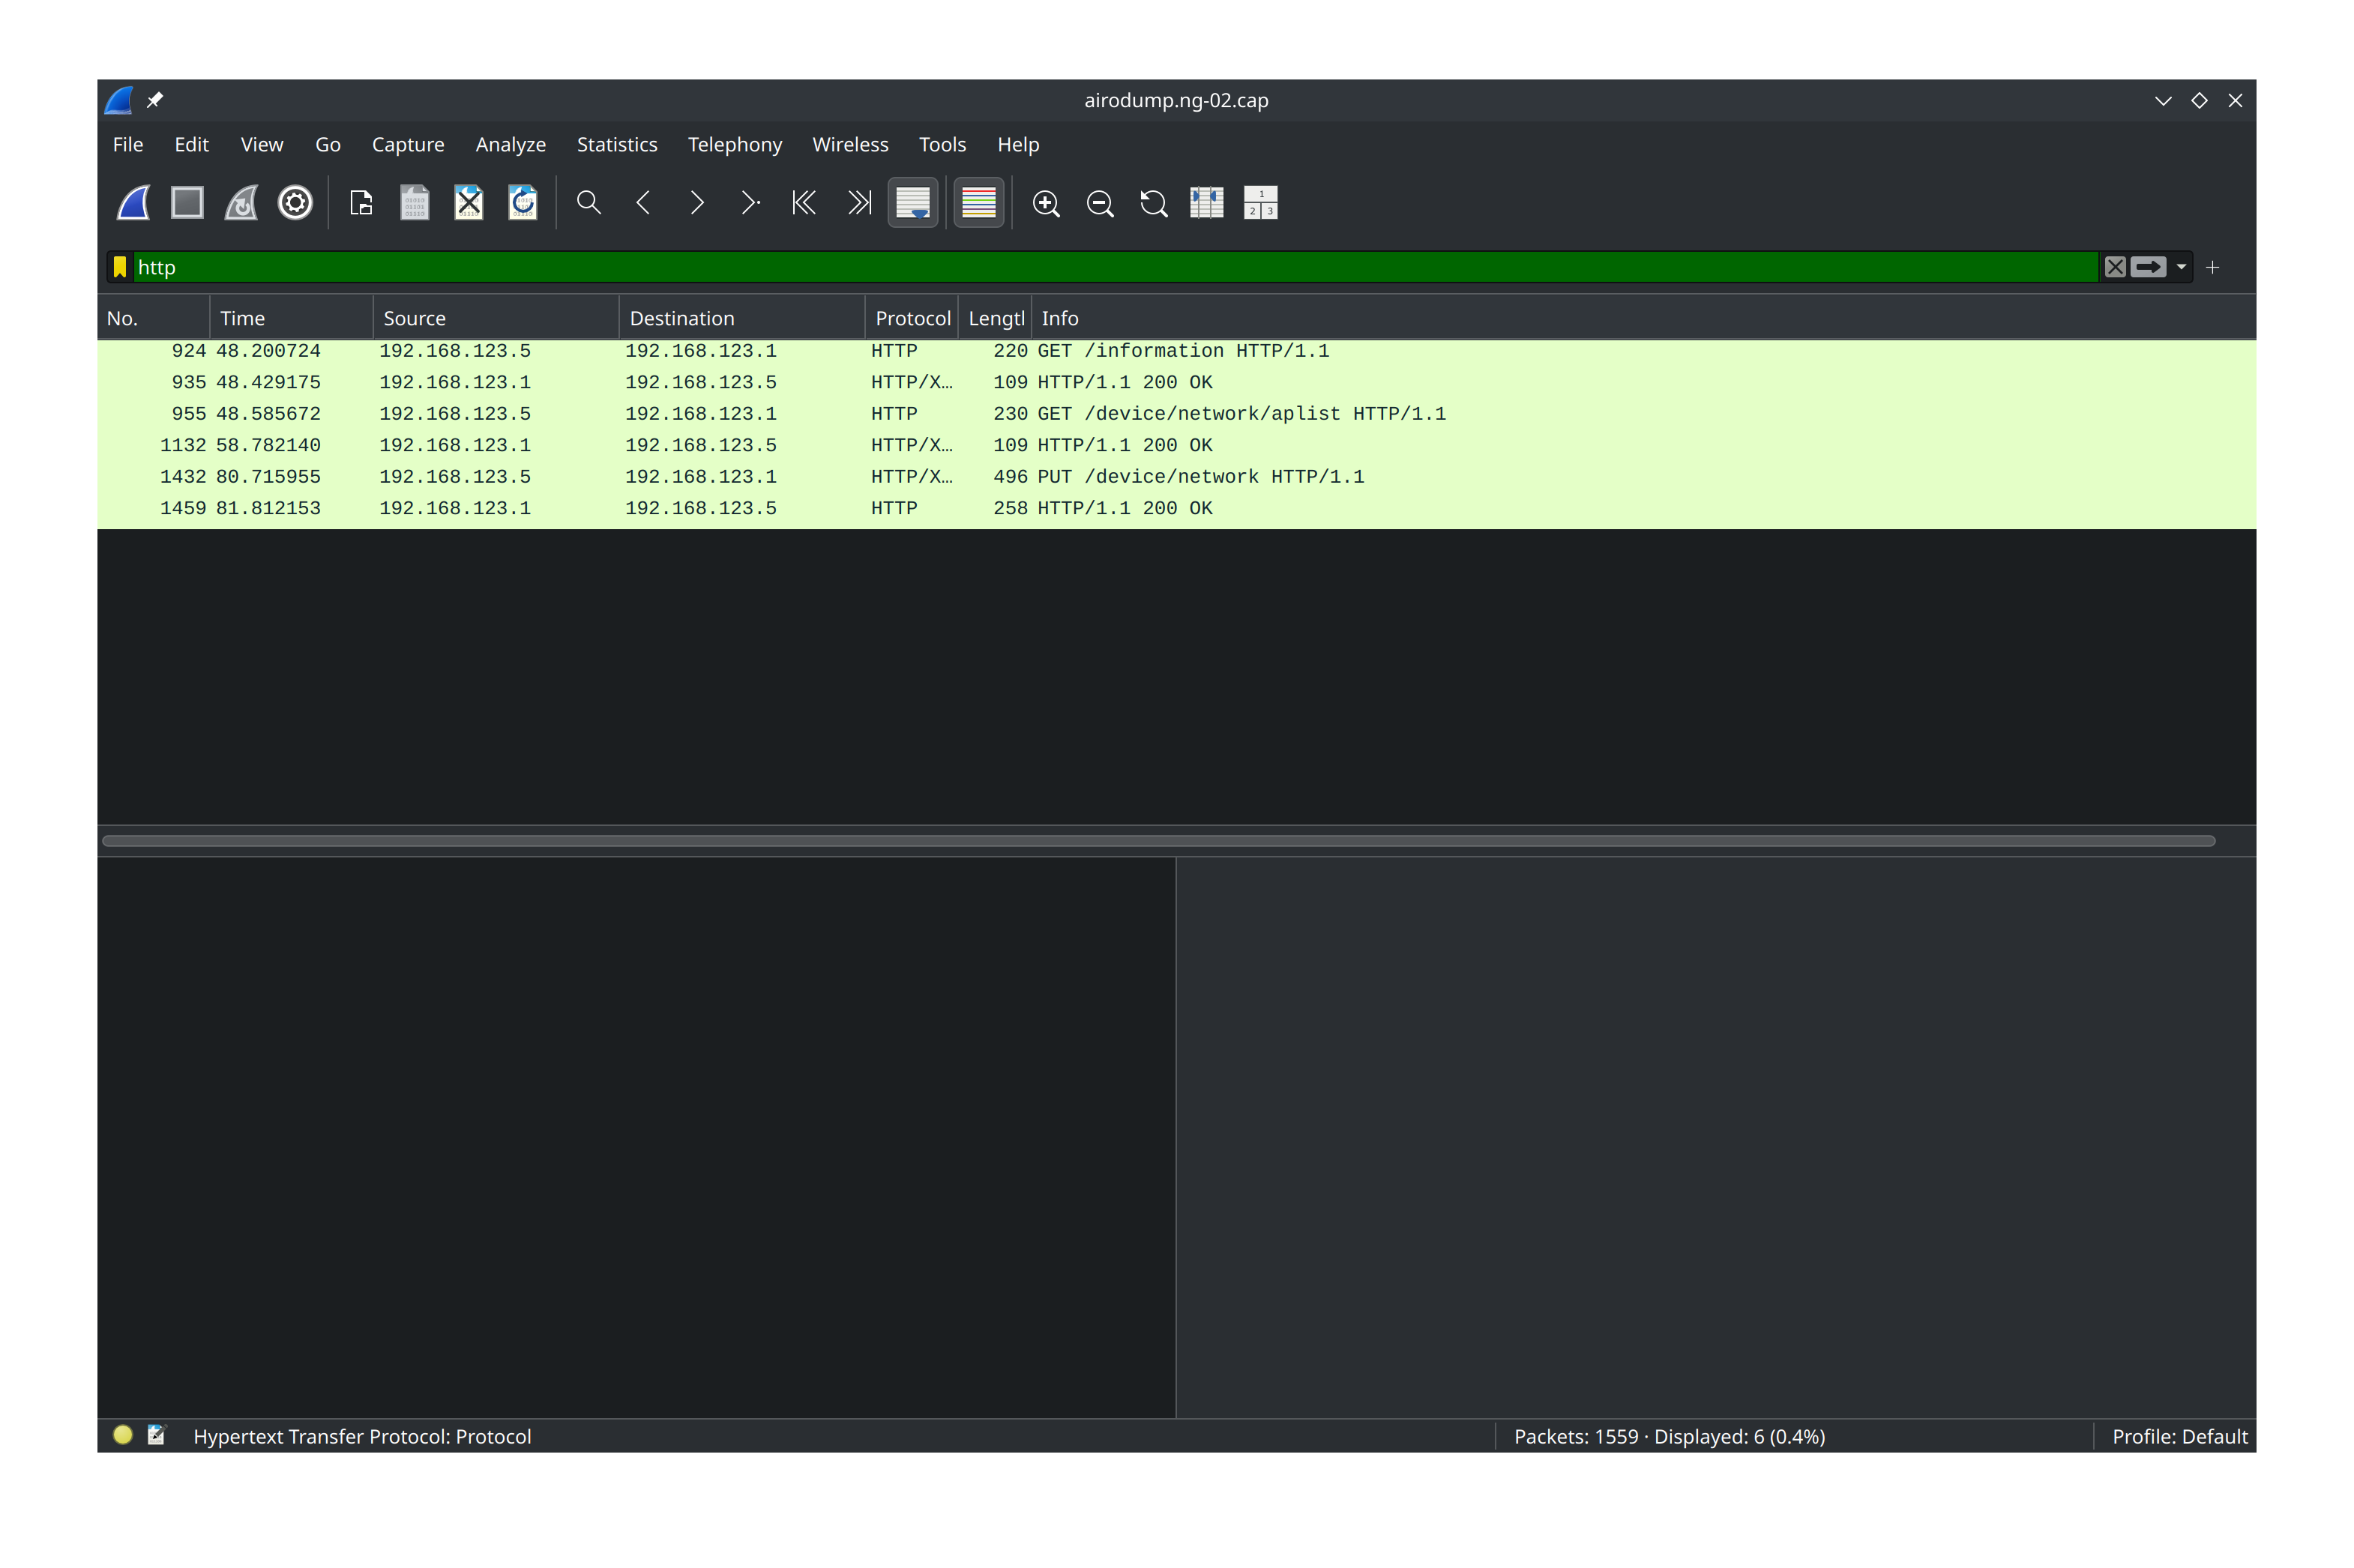 airodump.ng-02.cap
File Edit View Go Capture Analyze Statistics Telephony Wireless Tools Help
http
No. Time Source Destination Protocol Lengtl Info
924 48.200724 192.168.123.5 192.168.123.1 HTTP 220 GET /information HTTP/1.1
935 48.429175 192.168.123.1 192.168.123.5 HTTP/X… 109 HTTP/1.1 200 OK
955 48.585672 192.168.123.5 192.168.123.1 HTTP 230 GET /device/network/aplist HTTP/1.1
1132 58.782140 192.168.123.1 192.168.123.5 HTTP/X… 109 HTTP/1.1 200 OK
1432 80.715955 192.168.123.5 192.168.123.1 HTTP/X… 496 PUT /device/network HTTP/1.1
1459 81.812153 192.168.123.1 192.168.123.5 HTTP 258 HTTP/1.1 200 OK
Hypertext Transfer Protocol: Protocol Packets: 1559 · Displayed: 6 (0.4%) Profile: Default